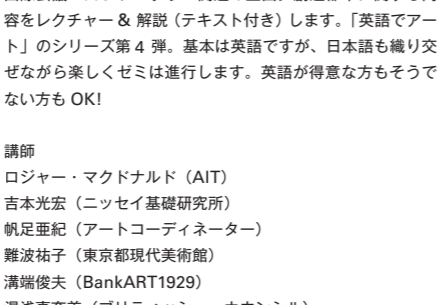 容をレクチャー & 解説（テキスト付き）します。「英語でアー
ト」のシリーズ第 4 弾。基本は英語ですが、日本語も織り交
ぜながら楽しくゼミは進行します。英語が得意な方もそうで
ない方も OK!
講師
ロジャー・マクドナルド（AIT）
吉本光宏（ニッセイ基礎研究所）
帆足亜紀（アートコーディネーター）
難波祐子（東京都現代美術館）
溝端俊夫（BankART1929）